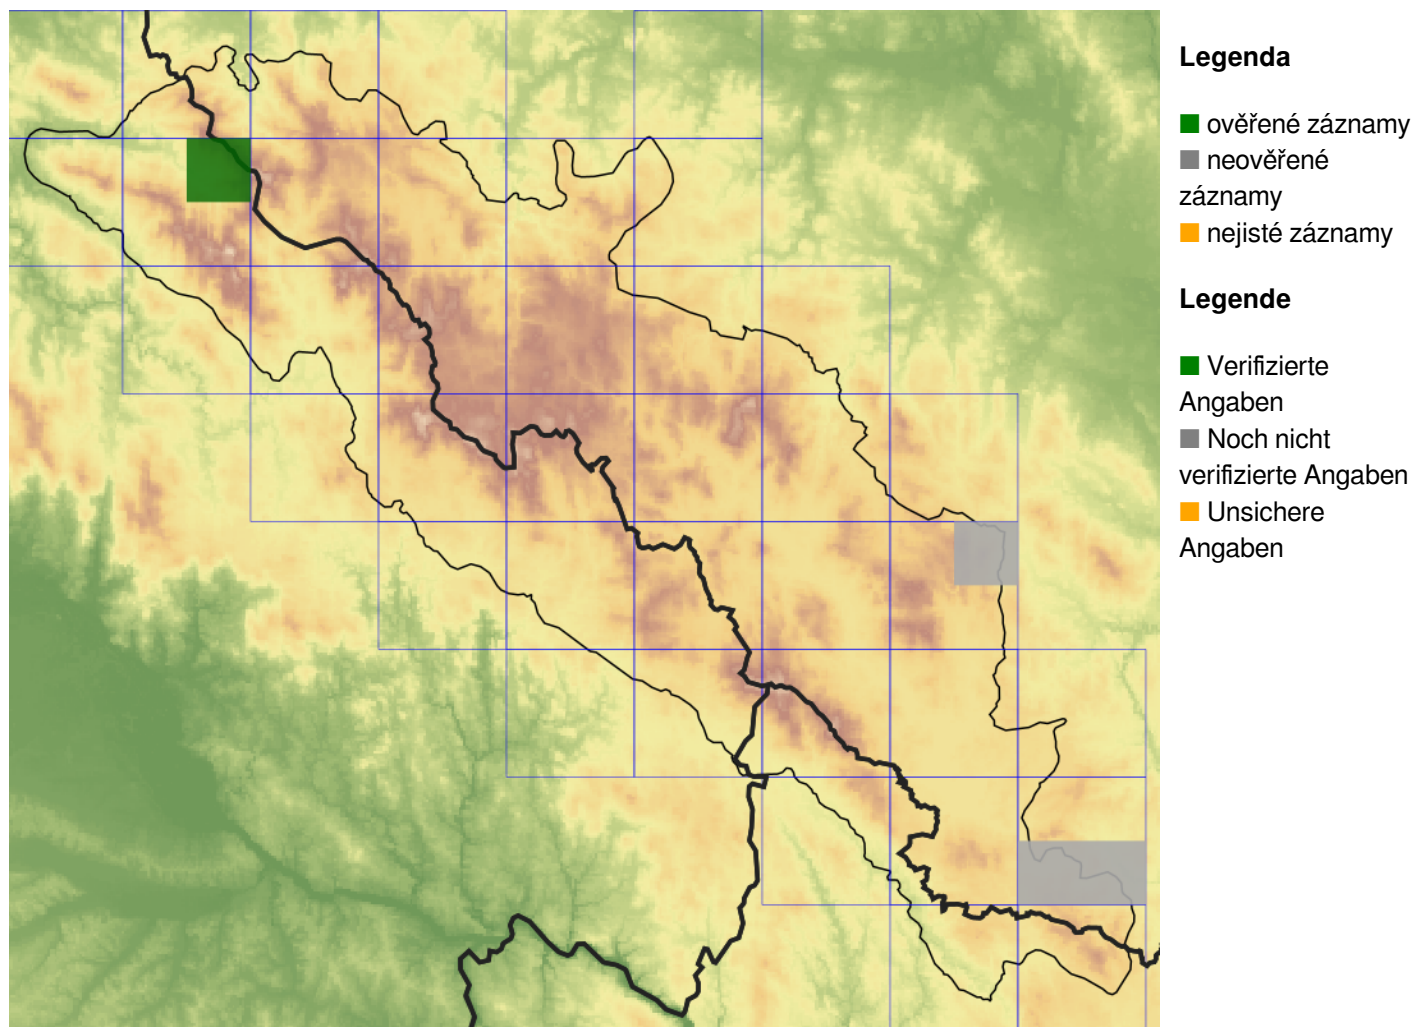 Legenda
ověřené záznamy
neověřené
záznamy
nejisté záznamy
Legende
Verifizierte
Angaben
Noch nicht
verifizierte Angaben
Unsichere
Angaben